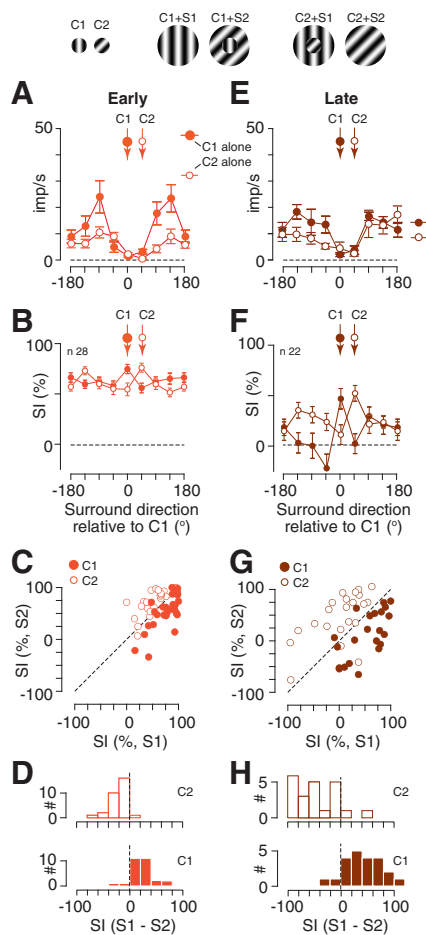 C1 C2 C1+S1 C1+S2 C2+S1 C2+S2
A Early E Late
C1 C2 C1 C2
50 50
C1 alone
C2 alone
imp/s imp/s
0 0
-180 0 180 -180 0 180
B F
C1 C2 C1 C2
100 n 28 100 n 22
SI (%) SI (%)
0 0
-180 0 180 -180 0 180
Surround direction Surround direction
relative to C1 (°) relative to C1 (°)
C C1 G C1
C2 C2
100 100
SI (%, S2) SI (%, S2)
0 0
-100 -100
-100 0 100 -100 0 100
SI (%, S1) SI (%, S1)
D H
C2 C2
10 5
# #
0 0
C1 C1
10 5
# #
0 0
-100 0 100 -100 0 100
SI (S1 - S2) SI (S1 - S2)